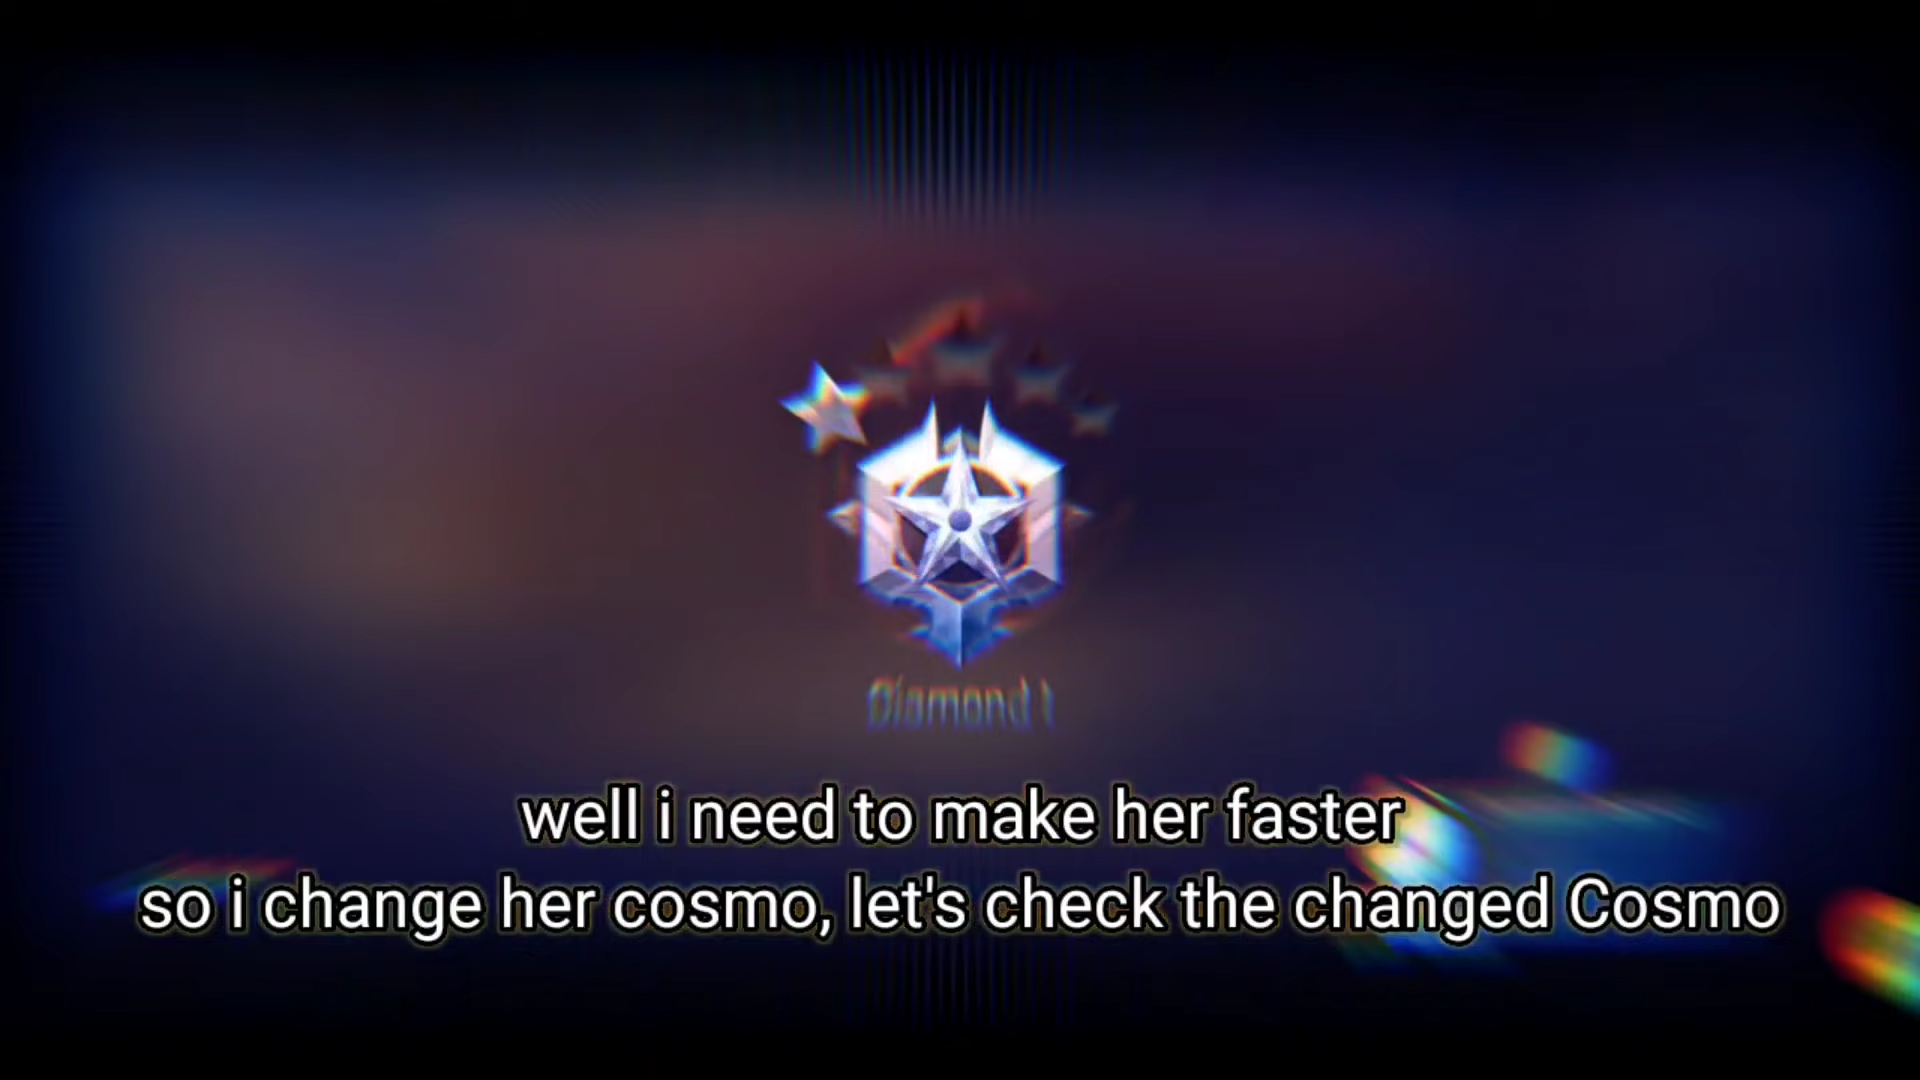 Diamond I
well i need to make her faster
so i change her cosmo, let's check the changed Cosmo